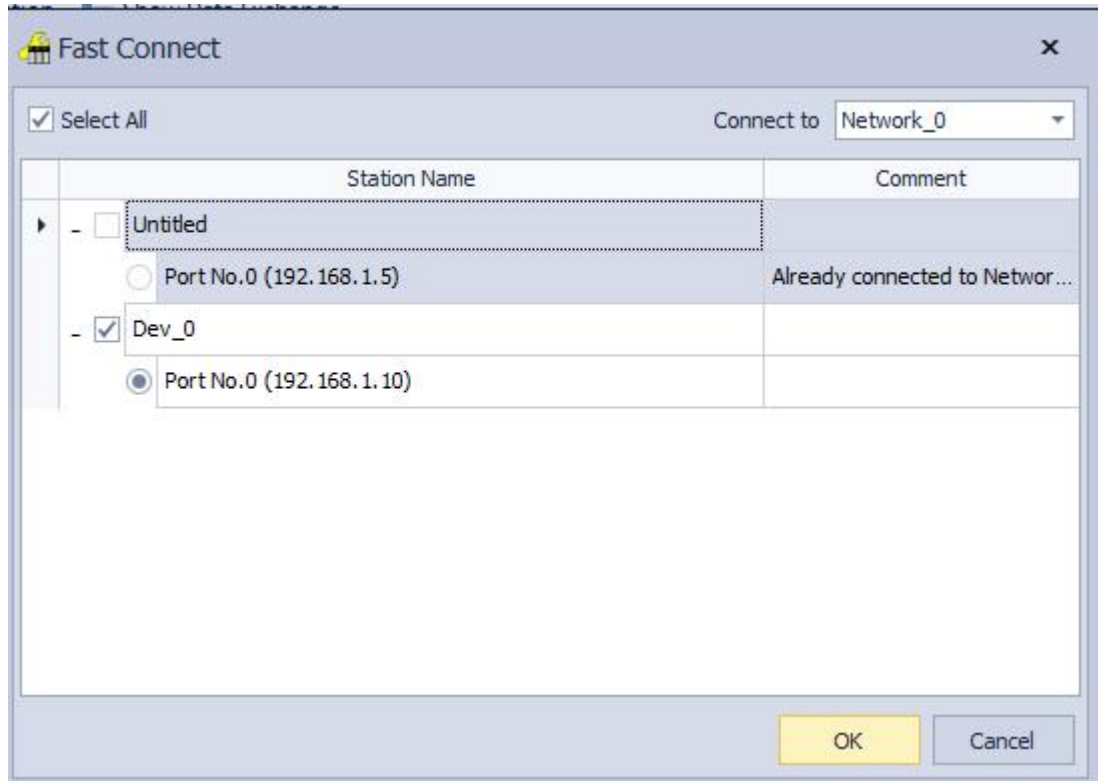 Fast Connect
Select All Connect to Network_0
Station Name Comment
Untitled
Port No.0 (192.168.1.5) Already connected to Networ...
Dev_0
Port No.0 (192.168.1.10)
OK Cancel